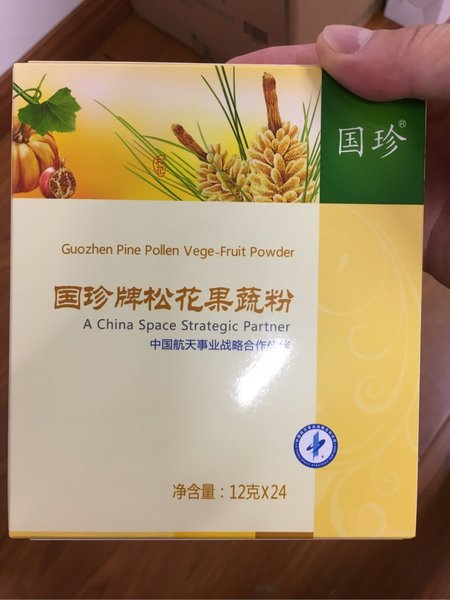 国珍®
Guozhen Pine Pollen Vege-Fruit Powder
国珍牌松花果蔬粉
A China Space Strategic Partner
中国航天事业战略合作伙伴
净含量：12克X24